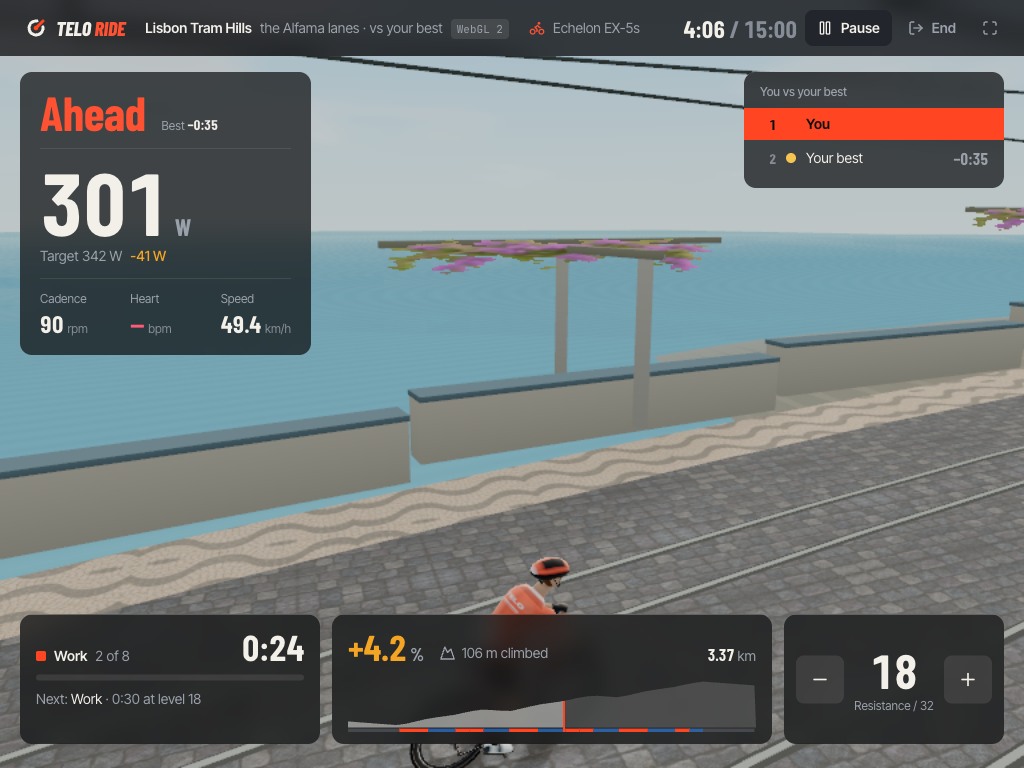 TELO RIDE Lisbon Tram Hills the Alfama lanes · vs your best WebGL 2 Echelon EX-5s 4:06 / 15:00 Pause End
Ahead Best −0:35
301 W
Target 342 W -41 W
Cadence Heart Speed
90 rpm — bpm 49.4 km/h
You vs your best
1 You
2 Your best −0:35
Work 2 of 8 0:24
Next: Work · 0:30 at level 18
+4.2 % 106 m climbed 3.37 km
− 18 +
Resistance / 32